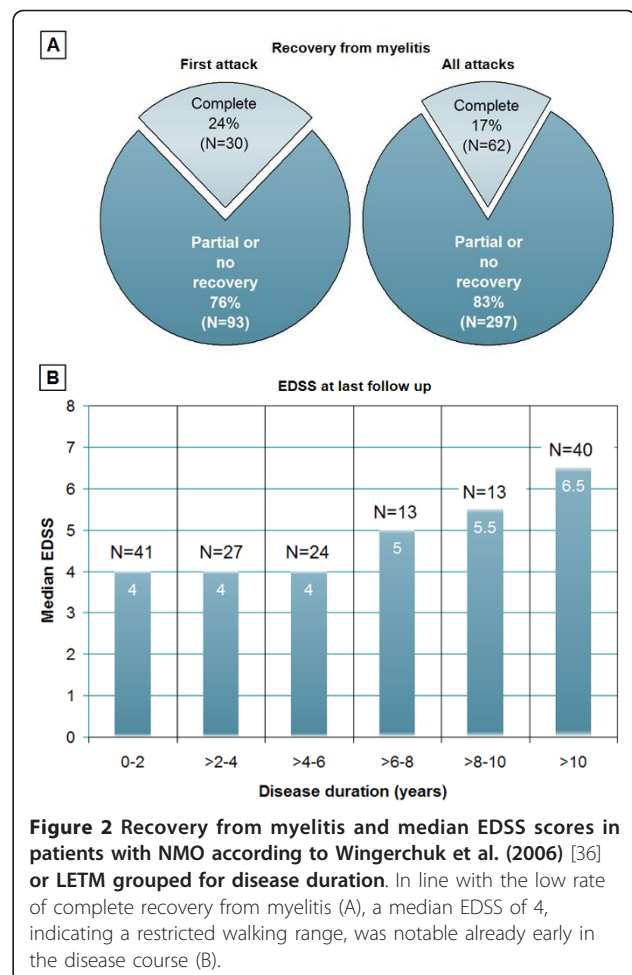 A
Recovery from myelitis
First attack
All attacks
Complete
24%
(N=30)
Partial or
no
recovery
76%
(N=93)
Complete
17%
(N=62)
Partial or
no
recovery
83%
(N=297)
B
EDSS at last follow up
Median EDSS
8
7
6
5
4
3
2
1
0
N=41
N=27
N=24
N=13
N=13
N=40
4
4
4
5
5.5
6.5
0-2
>2-4
>4-6
>6-8
>8-10
>10
Disease duration (years)
Figure 2 Recovery from myelitis and median EDSS scores in
patients with NMO according to Wingerchuk et al. (2006) [36]
or LETM grouped for disease duration. In line with the low rate
of complete recovery from myelitis (A), a median EDSS of 4,
indicating a restricted walking range, was notable already early in
the disease course (B).